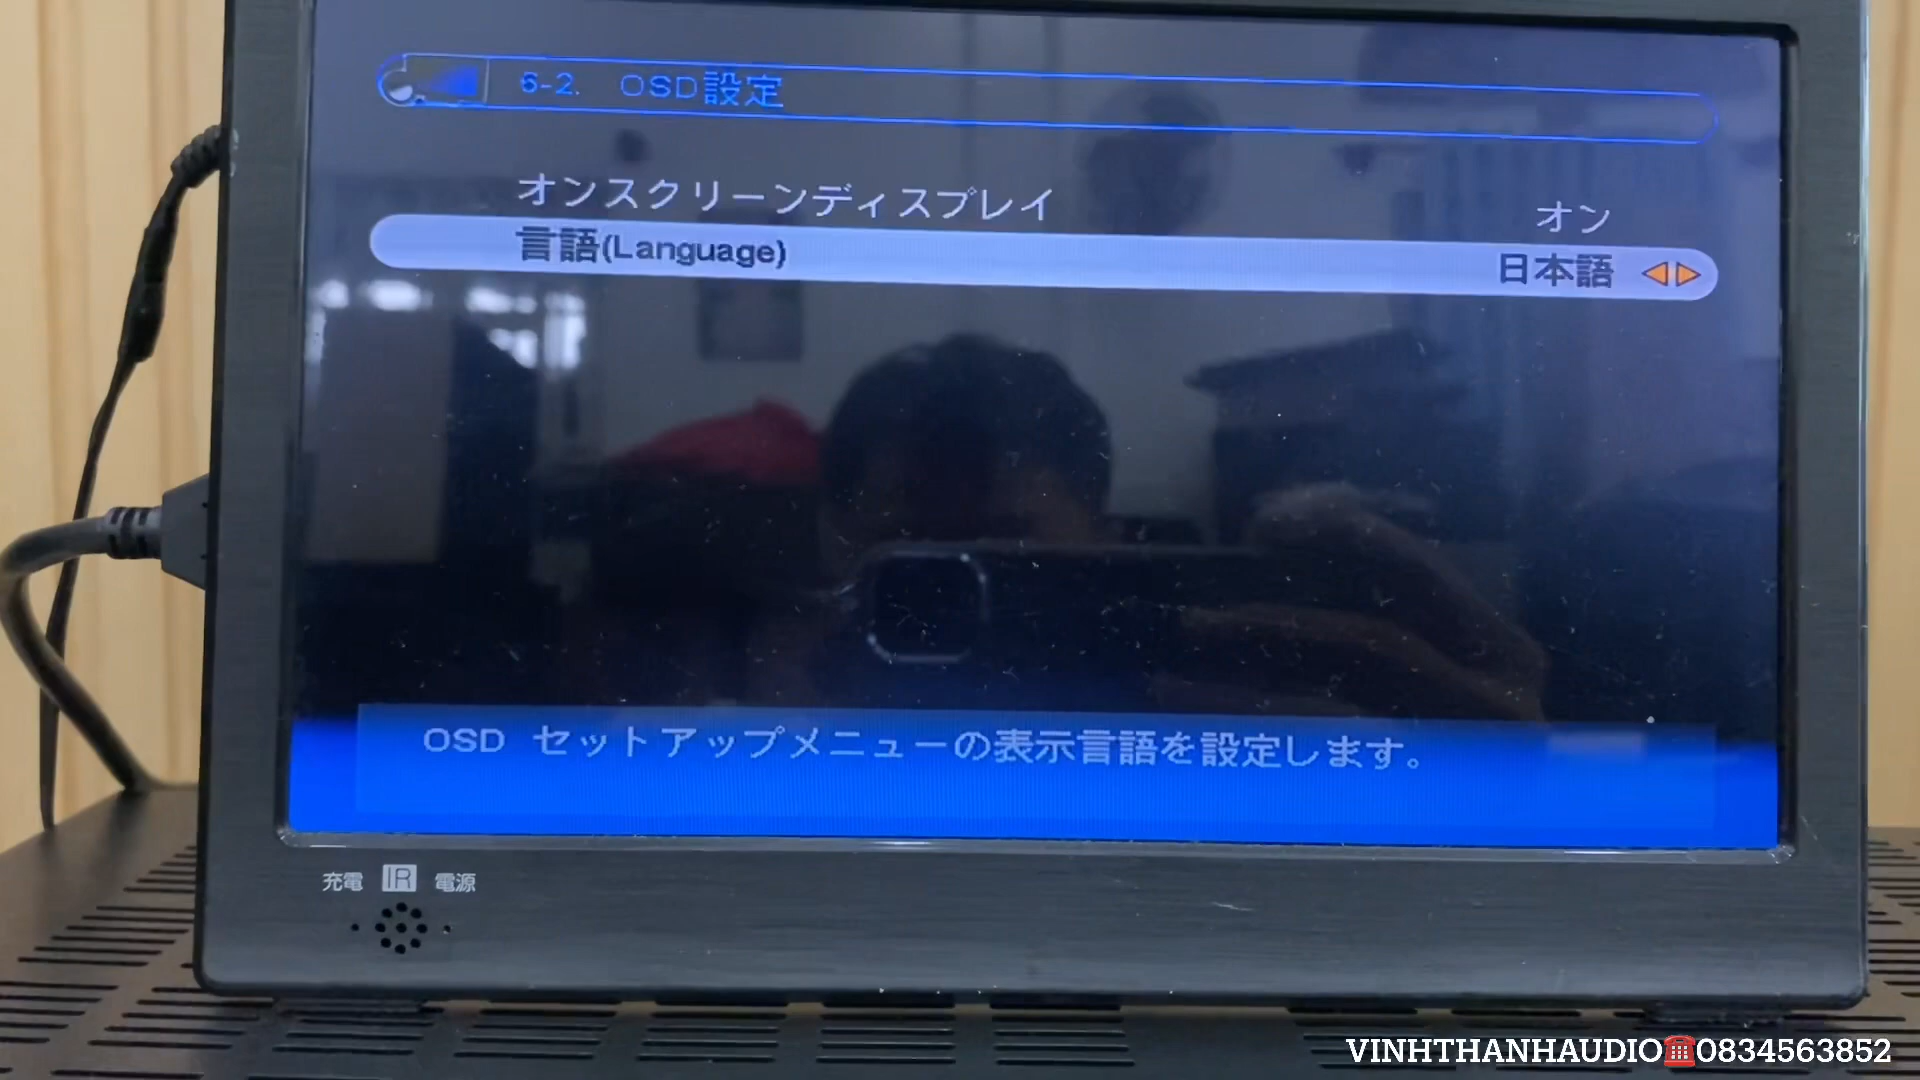 6-2. OSD設定
オンスクリーンディスプレイ オン
言語(Language) 日本語
OSD セットアップメニューの表示言語を設定します。
充電 IR 電源
VINHTHANHAUDIO☎0834563852